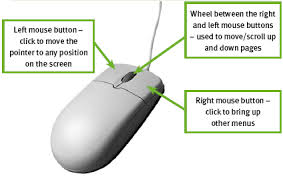 Left mouse button –
click to move the
pointer to any position
on the screen
Wheel between the right
and left mouse buttons
– used to move/scroll up
and down pages
Right mouse button –
click to bring up
other menus